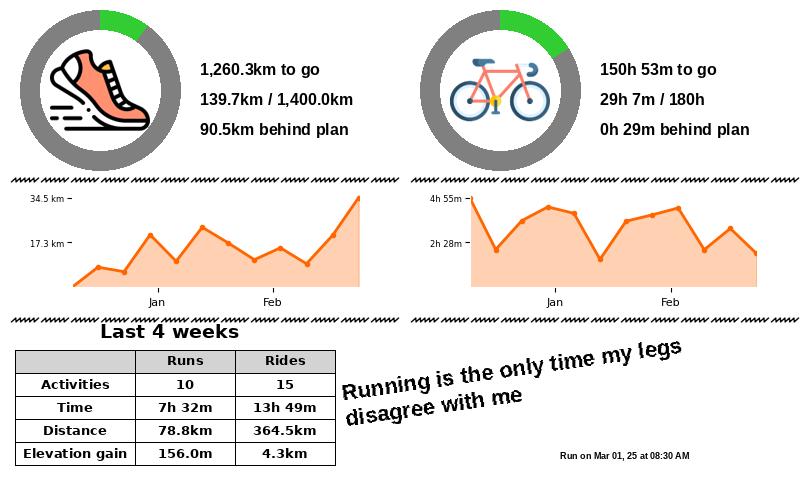 1,260.3km to go
139.7km / 1,400.0km
90.5km behind plan
150h 53m to go
29h 7m / 180h
0h 29m behind plan
34.5 km
17.3 km
Jan Feb
4h 55m
2h 28m
Jan Feb
Last 4 weeks
Runs Rides
Activities 10 15
Time 7h 32m 13h 49m
Distance 78.8km 364.5km
Elevation gain 156.0m 4.3km
Running is the only time my legs
disagree with me
Run on Mar 01, 25 at 08:30 AM